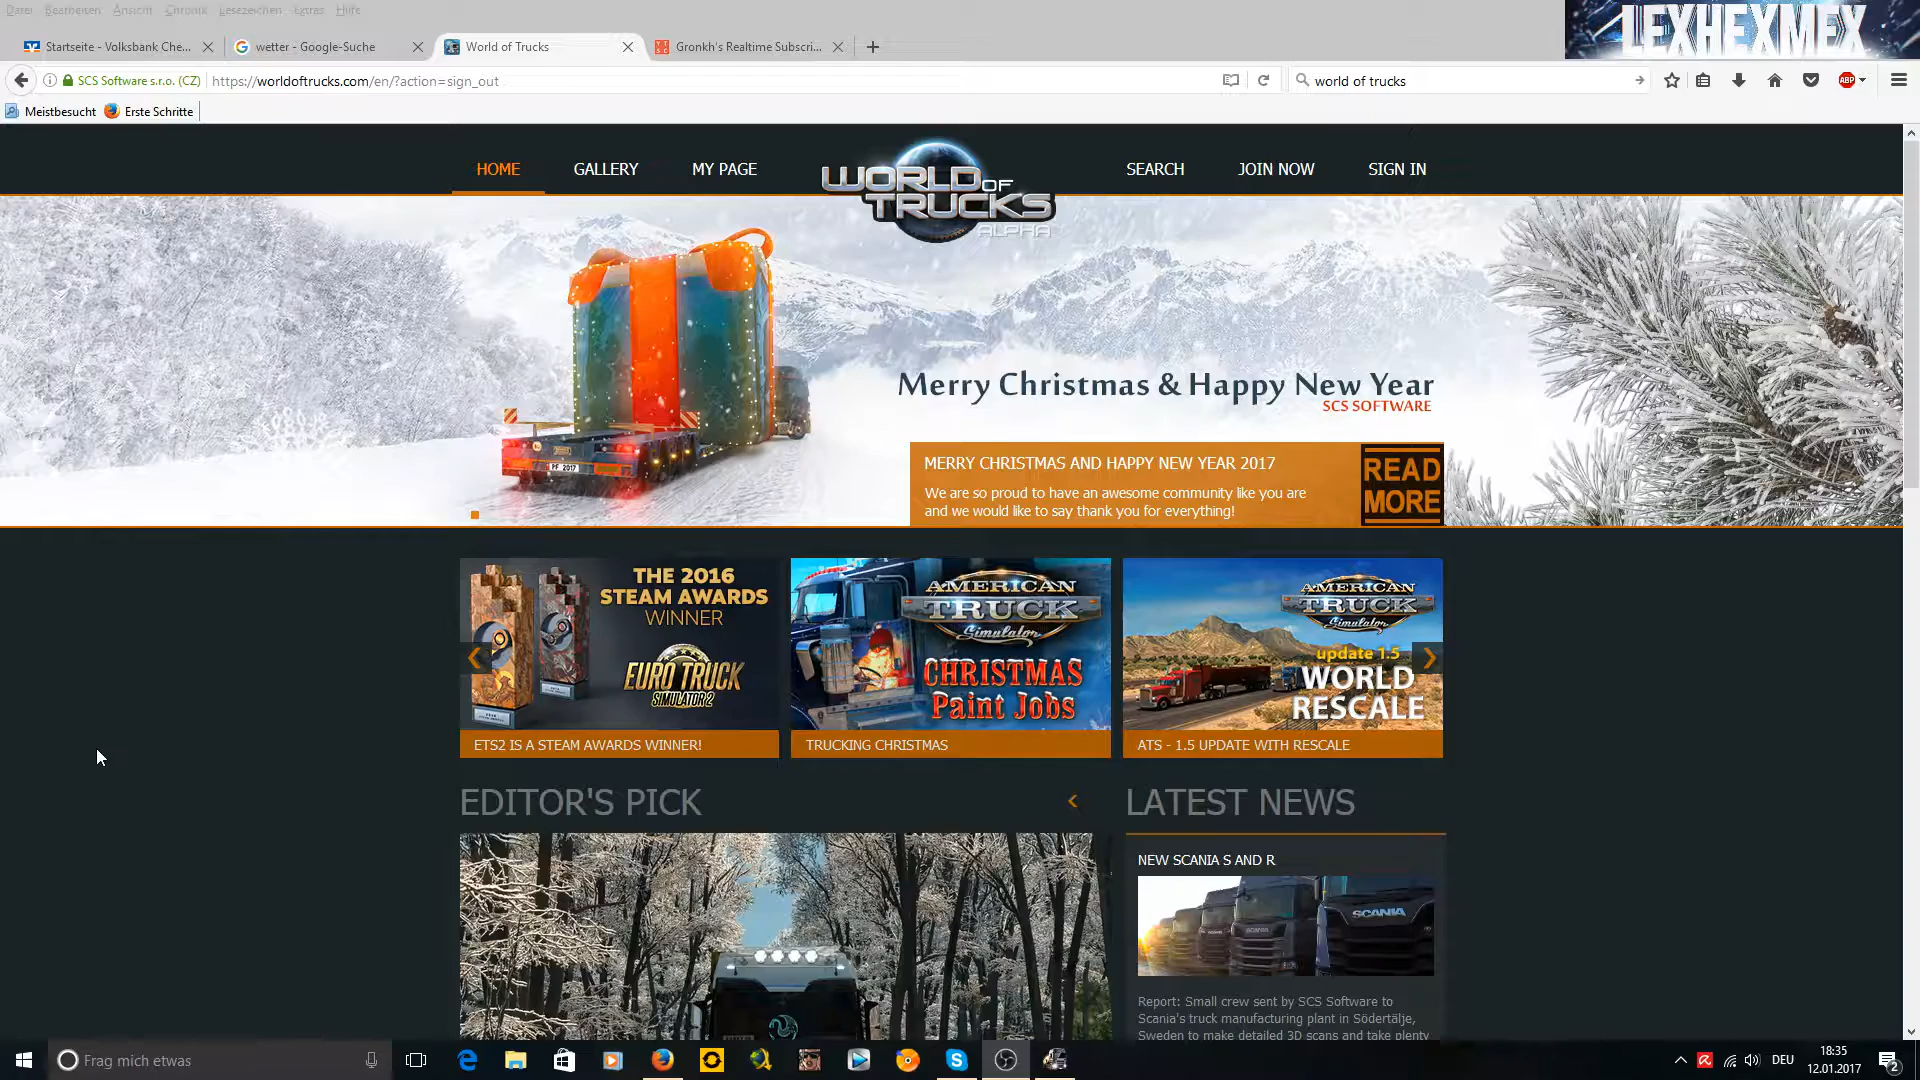 Datei Bearbeiten Ansicht Chronik Lesezeichen Extras Hilfe
LEXHEXMEX
Startseite - Volksbank Che...
wetter - Google-Suche
World of Trucks
Gronkh's Realtime Subscri...
SCS Software s.r.o. (CZ)
https://worldoftrucks.com/en/?action=sign_out
world of trucks
ABP
Meistbesucht
Erste Schritte
HOME
GALLERY
MY PAGE
WORLD OF
TRUCKS
ALPHA
SEARCH
JOIN NOW
SIGN IN
Merry Christmas & Happy New Year
SCS SOFTWARE
PF 2017
MERRY CHRISTMAS AND HAPPY NEW YEAR 2017
We are so proud to have an awesome community like you are
and we would like to say thank you for everything!
READ
MORE
THE 2016
STEAM AWARDS
WINNER
EURO TRUCK
SIMULATOR 2
ETS2 IS A STEAM AWARDS WINNER!
AMERICAN
TRUCK
Simulator
CHRISTMAS
Paint Jobs
TRUCKING CHRISTMAS
AMERICAN
TRUCK
Simulator
update 1.5
WORLD
RESCALE
ATS - 1.5 UPDATE WITH RESCALE
EDITOR'S PICK
LATEST NEWS
NEW SCANIA S AND R
SCANIA
Report: Small crew sent by SCS Software to
Scania's truck manufacturing plant in Södertälje,
Sweden to make detailed 3D scans and take plenty
Frag mich etwas
DEU
18:35
12.01.2017
2